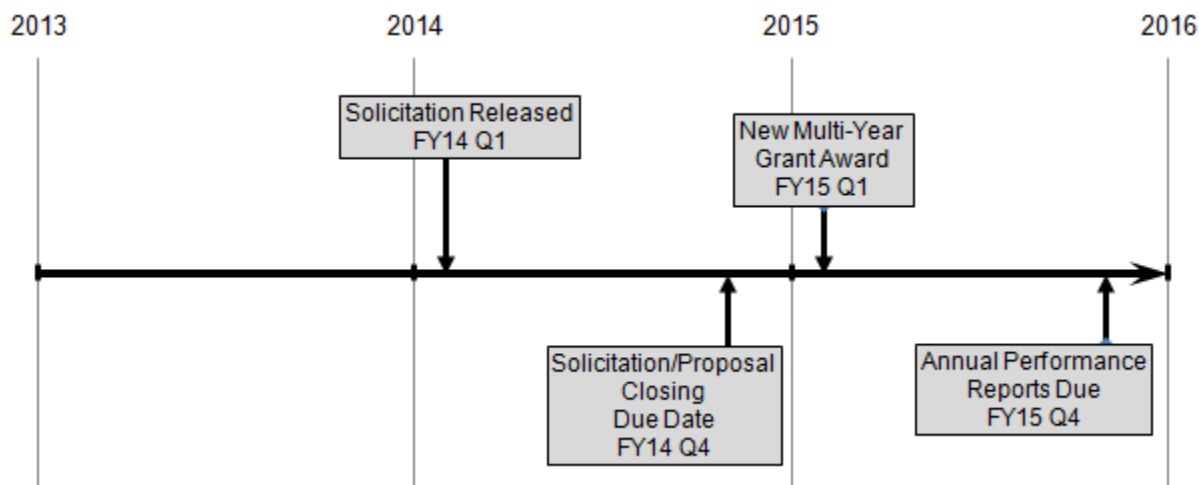 2013
2014
2015
2016
Solicitation Released
FY14 Q1
New Multi-Year
Grant Award
FY15 Q1
Solicitation/Proposal
Closing
Due Date
FY14 Q4
Annual Performance
Reports Due
FY15 Q4